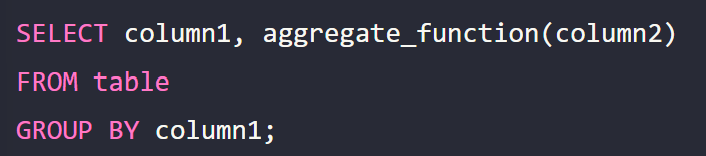 SELECT column1, aggregate_function(column2)
FROM table
GROUP BY column1;